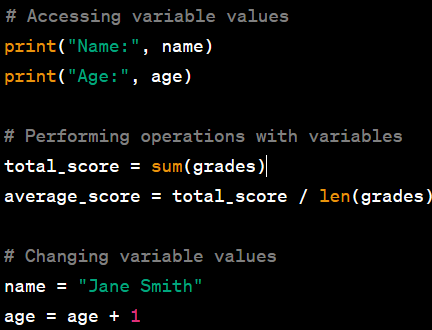 # Accessing variable values
print("Name:", name)
print("Age:", age)
# Performing operations with variables
total_score = sum(grades)
average_score = total_score / len(grades)
# Changing variable values
name = "Jane Smith"
age = age + 1